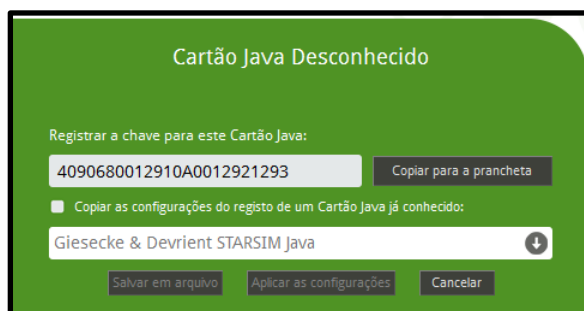 Cartão Java Desconhecido
Registrar a chave para este Cartão Java:
4090680012910A0012921293 Copiar para a prancheta
Copiar as configurações do registo de um Cartão Java já conhecido:
Giesecke & Devrient STARSIM Java
Salvar em arquivo Aplicar as configurações Cancelar